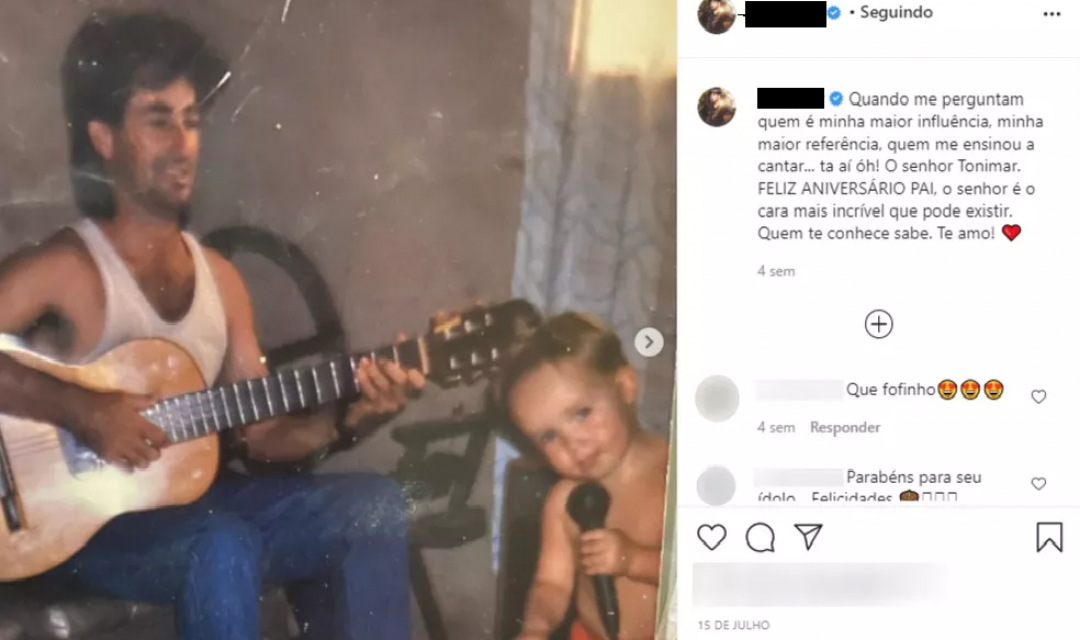 • Seguindo
Quando me perguntam
quem é minha maior influência, minha
maior referência, quem me ensinou a
cantar... ta aí óh! O senhor Tonimar.
FELIZ ANIVERSÁRIO PAI, o senhor é o
cara mais incrível que pode existir.
Quem te conhece sabe. Te amo! ❤️
4 sem
Que fofinho😍😍😍
4 sem Responder
Parabéns para seu
ídolo Felicidades
15 DE JULHO